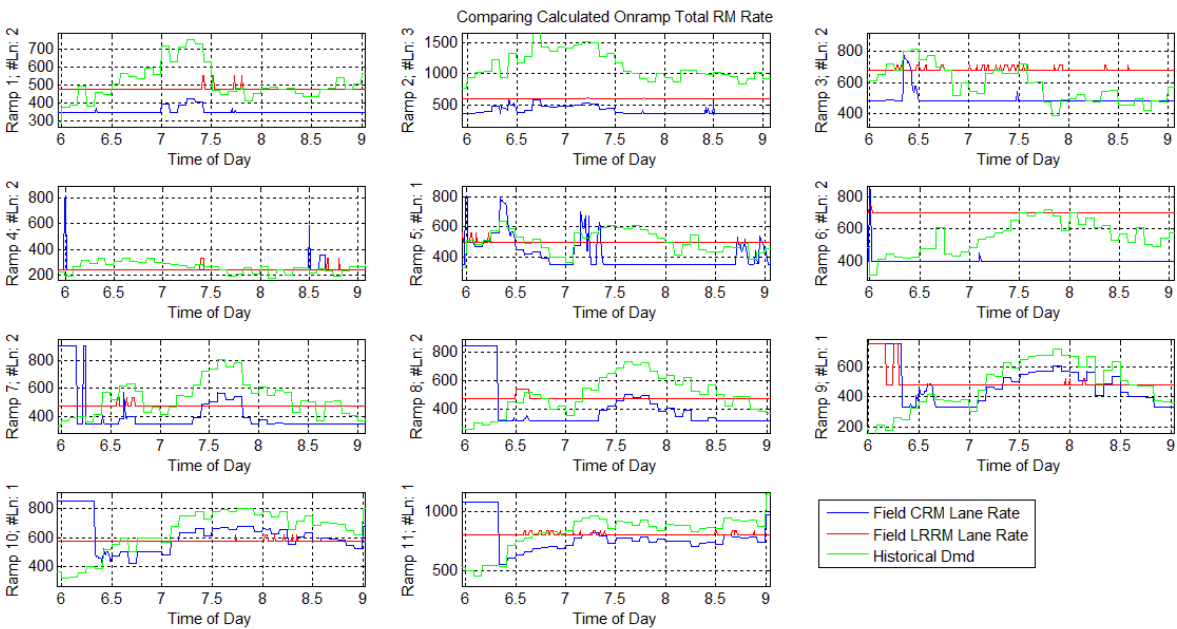 Comparing Calculated Onramp Total RM Rate
Ramp 1; #Ln: 2
700
600
500
400
300
6 6.5 7 7.5 8 8.5 9
Time of Day
Ramp 2; #Ln: 3
1500
1000
500
6 6.5 7 7.5 8 8.5 9
Time of Day
Ramp 3; #Ln: 2
800
600
400
6 6.5 7 7.5 8 8.5 9
Time of Day
Ramp 4; #Ln: 2
800
600
400
200
6 6.5 7 7.5 8 8.5 9
Time of Day
Ramp 5; #Ln: 1
800
600
400
6 6.5 7 7.5 8 8.5 9
Time of Day
Ramp 6; #Ln: 2
800
600
400
6 6.5 7 7.5 8 8.5 9
Time of Day
Ramp 7; #Ln: 2
800
600
400
6 6.5 7 7.5 8 8.5 9
Time of Day
Ramp 8; #Ln: 2
800
600
400
6 6.5 7 7.5 8 8.5 9
Time of Day
Ramp 9; #Ln: 1
600
400
200
6 6.5 7 7.5 8 8.5 9
Time of Day
Ramp 10; #Ln: 1
800
600
400
6 6.5 7 7.5 8 8.5 9
Time of Day
Ramp 11; #Ln: 1
1000
500
6 6.5 7 7.5 8 8.5 9
Time of Day
Field CRM Lane Rate
Field LRRM Lane Rate
Historical Dmd